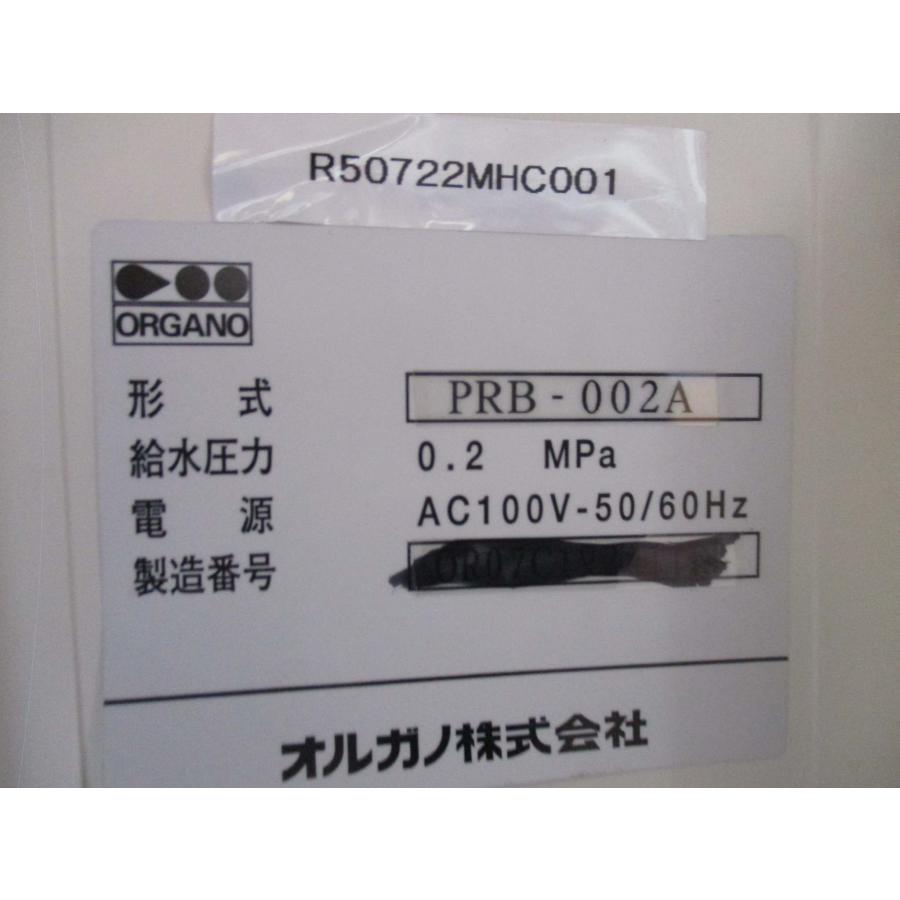 R50722MHC001
ORGANO
形 式 PRB-002A
給水圧力 0.2 MPa
電 源 AC100V-50/60Hz
製造番号
オルガノ株式会社